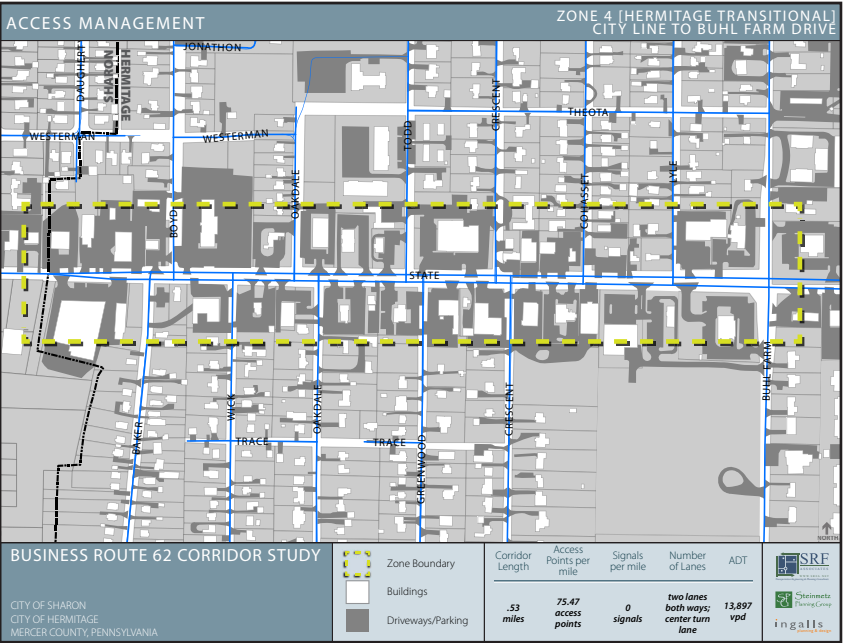 ACCESS MANAGEMENT
ZONE 4 [HERMITAGE TRANSITIONAL]
CITY LINE TO BUHL FARM DRIVE
JONATHON
DAUGHERT
SHARON
HERMITAGE
WESTERMAN
WESTERMAN
TODD
CRESCENT
THEOTA
BOYD
OAKDALE
COHASSET
LYLE
STATE
BAKER
WICK
OAKDALE
TRACE
TRACE
GREENWOOD
CRESCENT
BUHL FARM
NORTH
BUSINESS ROUTE 62 CORRIDOR STUDY
CITY OF SHARON
CITY OF HERMITAGE
MERCER COUNTY, PENNSYLVANIA
Zone Boundary
Buildings
Driveways/Parking
Corridor
Length
.53
miles
Access
Points per
mile
75.47
access
points
Signals
per mile
0
signals
Number
of Lanes
two lanes
both ways;
center turn
lane
ADT
13,897
vpd
SRF
ASSOCIATES
Steinmetz
Planning Group
ingalls
planning & design